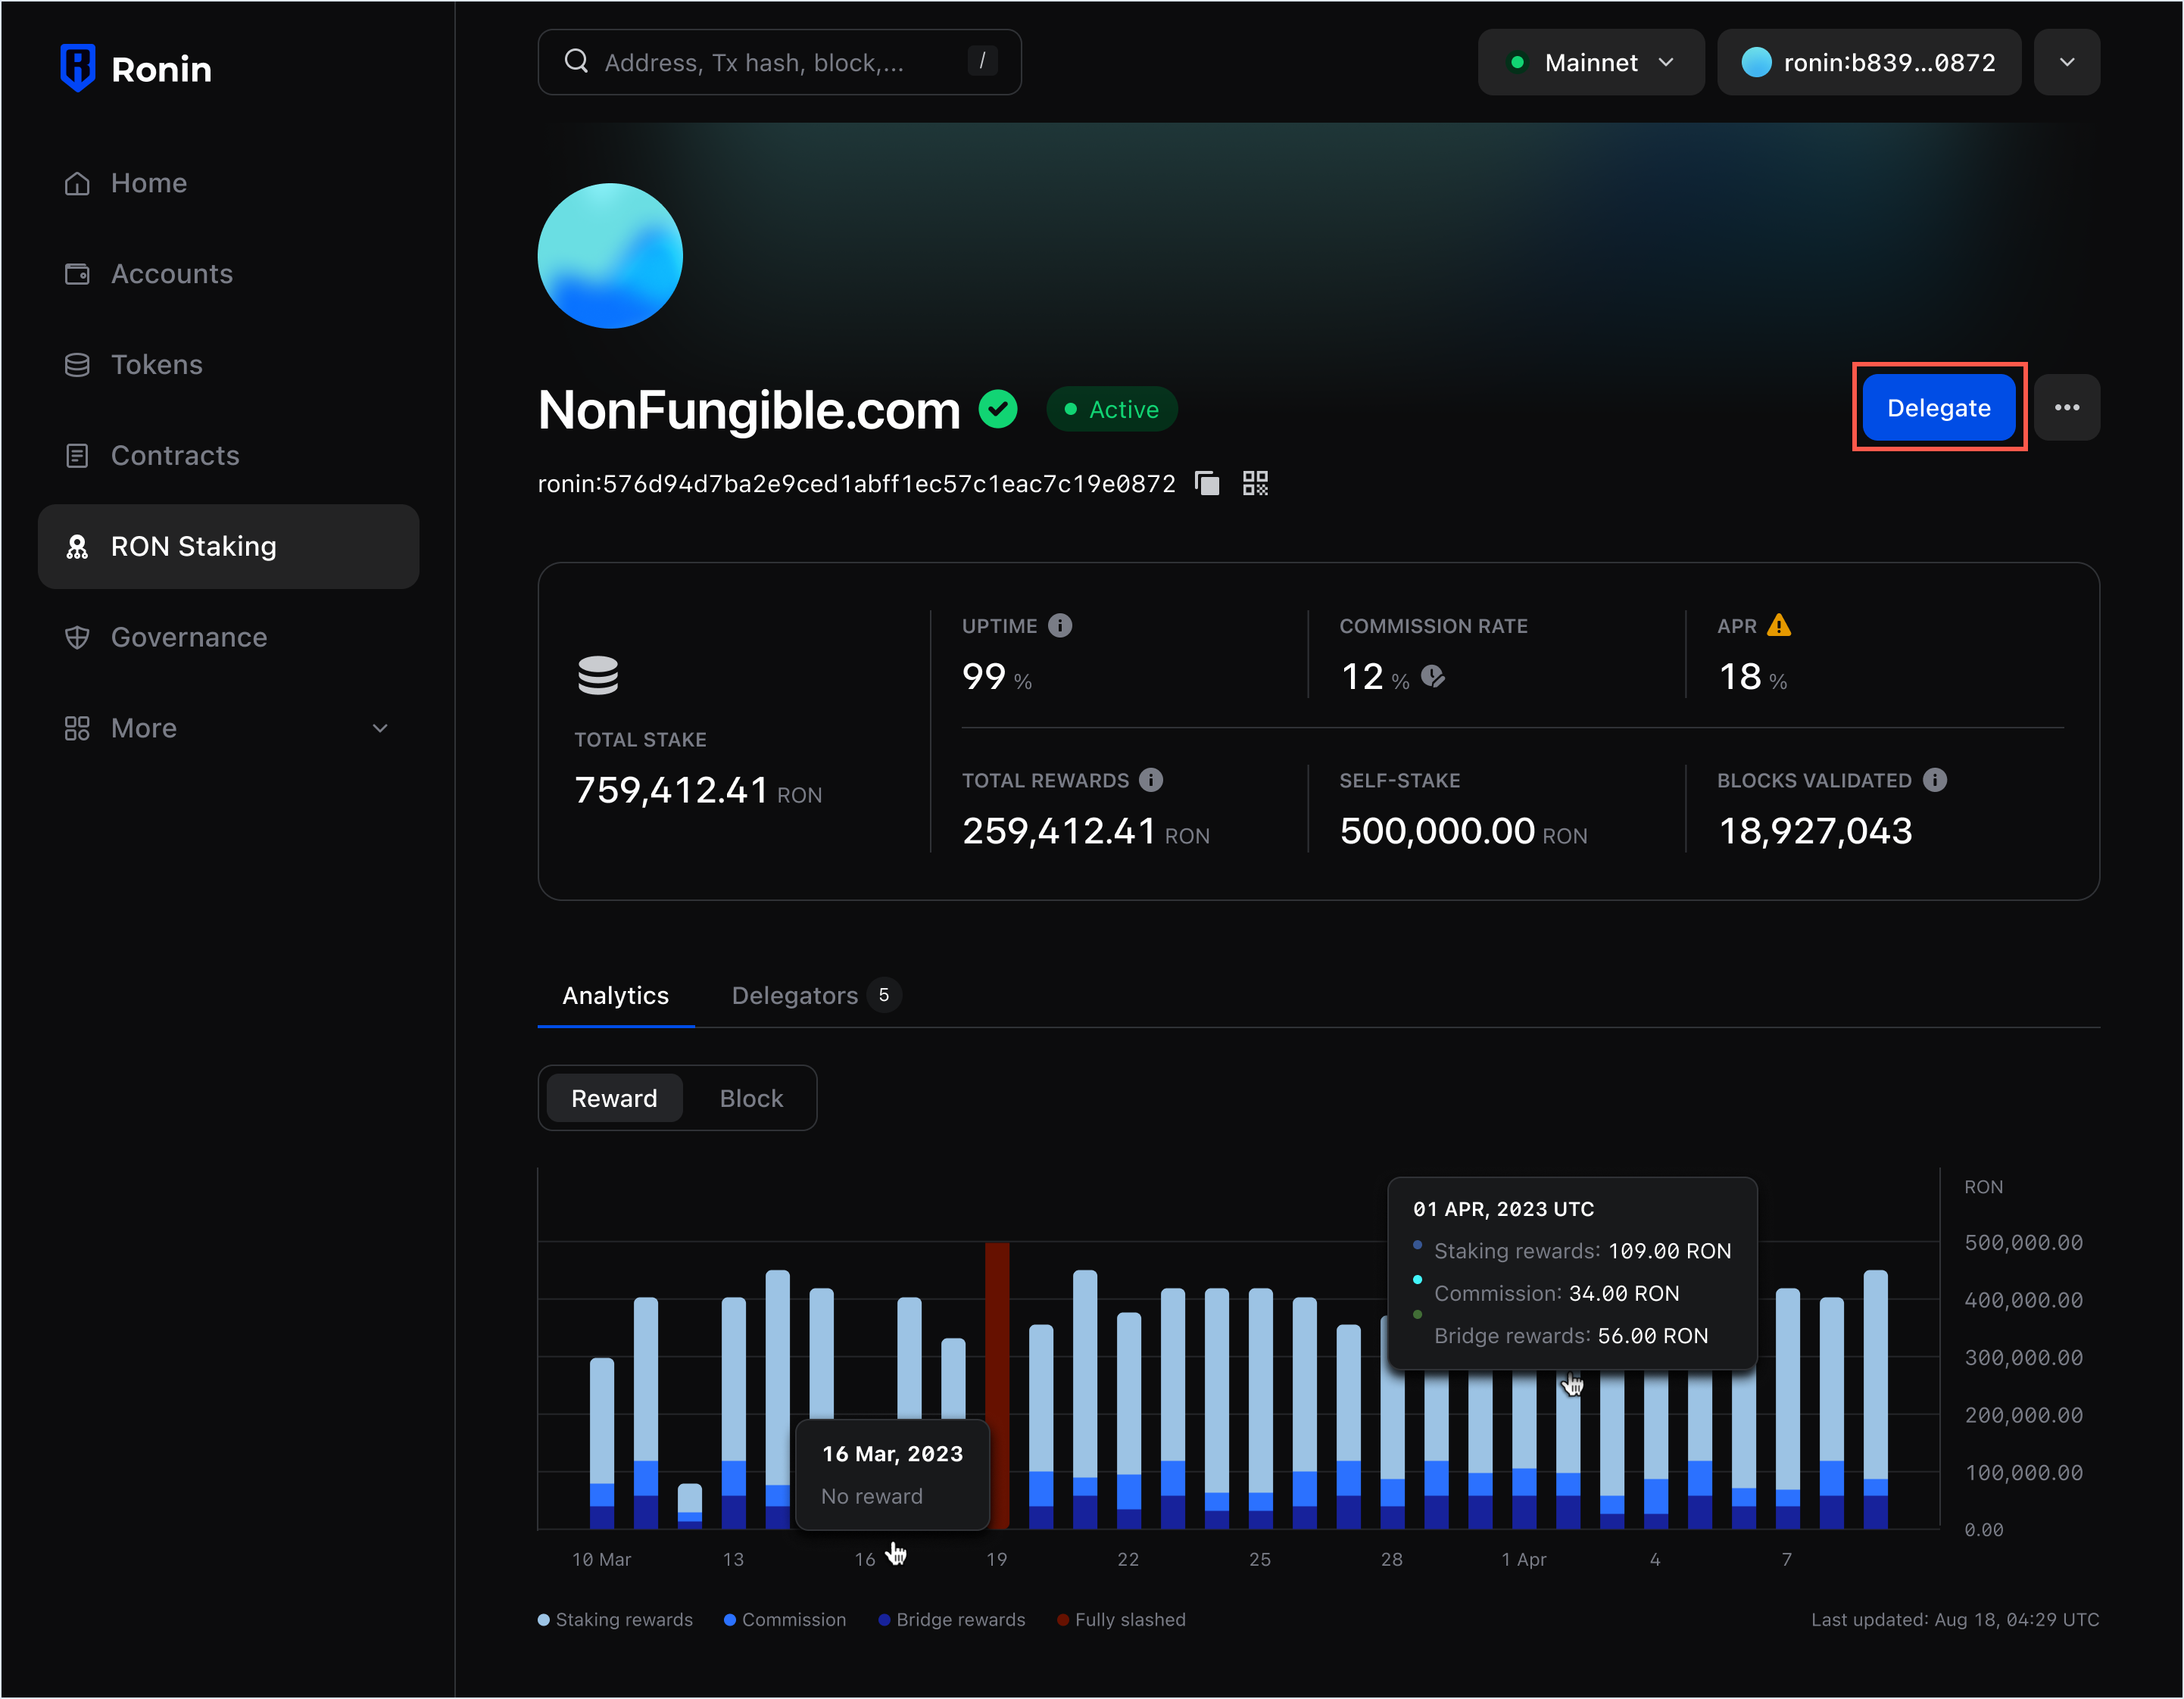 Ronin
Address, Tx hash, block,... /
Mainnet
ronin:b839...0872
Home
Accounts
Tokens
Contracts
RON Staking
Governance
More
NonFungible.com
Active
Delegate
ronin:576d94d7ba2e9ced1abff1ec57c1eac7c19e0872
TOTAL STAKE
759,412.41 RON
UPTIME
99 %
COMMISSION RATE
12 %
APR
18 %
TOTAL REWARDS
259,412.41 RON
SELF-STAKE
500,000.00 RON
BLOCKS VALIDATED
18,927,043
Analytics
Delegators 5
Reward
Block
RON
500,000.00
400,000.00
300,000.00
200,000.00
100,000.00
0.00
01 APR, 2023 UTC
Staking rewards: 109.00 RON
Commission: 34.00 RON
Bridge rewards: 56.00 RON
16 Mar, 2023
No reward
10 Mar 13 16 19 22 25 28 1 Apr 4 7
Staking rewards Commission Bridge rewards Fully slashed
Last updated: Aug 18, 04:29 UTC